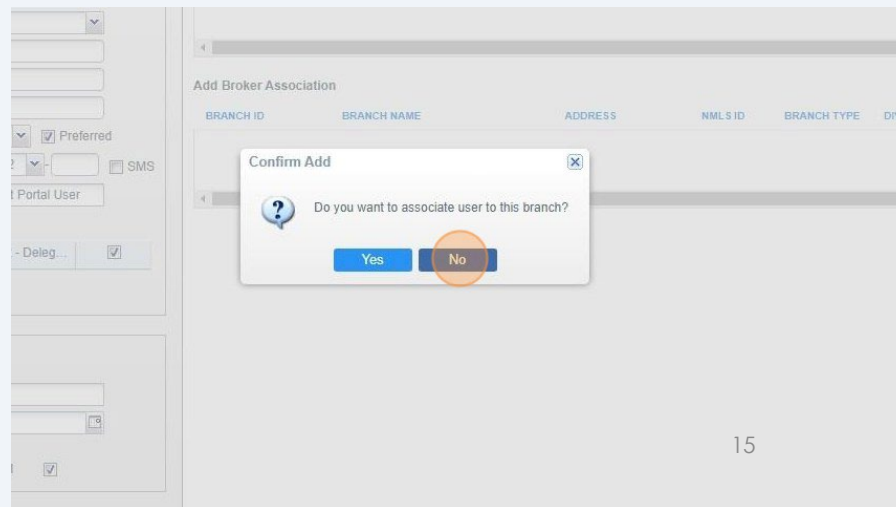 Add Broker Association
BRANCH ID BRANCH NAME ADDRESS NMLS ID BRANCH TYPE
Preferred
SMS
Portal User
- Deleg...
Confirm Add
Do you want to associate user to this branch?
Yes No
15